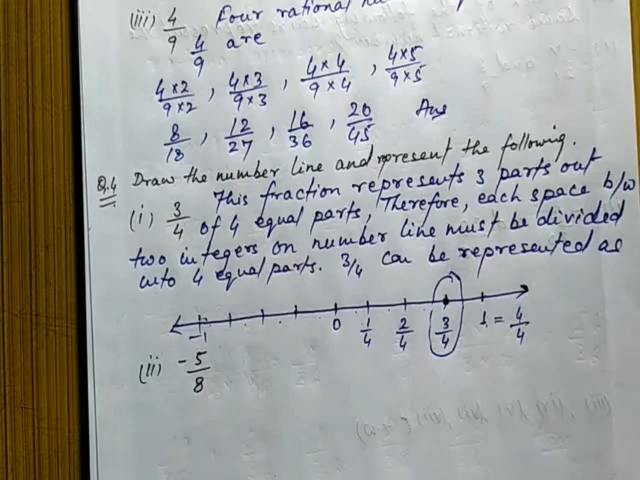 (iii) 4/9 Four rational
4/9 are
4×2/9×2 , 4×3/9×3 , 4×4/9×4 , 4×5/9×5
8/18 , 12/27 , 16/36 , 20/45 Ans
Q.4 Draw the number line and represent the following.
(i) 3/4 This fraction represents 3 parts out
of 4 equal parts, Therefore, each space b/w
two integers on number line must be divided
into 4 equal parts. 3/4 can be represented as
-1 0 1/4 2/4 3/4 1 = 4/4
(ii) -5/8